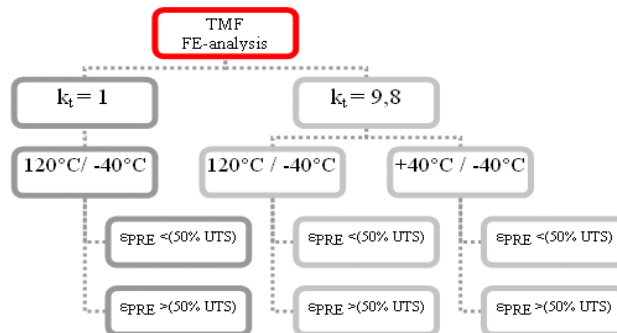 TMF
FE-analysis
kt = 1
kt = 9,8
120°C/ -40°C
120°C / -40°C
+40°C / -40°C
εPRE <(50% UTS)
εPRE <(50% UTS)
εPRE <(50% UTS)
εPRE >(50% UTS)
εPRE >(50% UTS)
εPRE >(50% UTS)